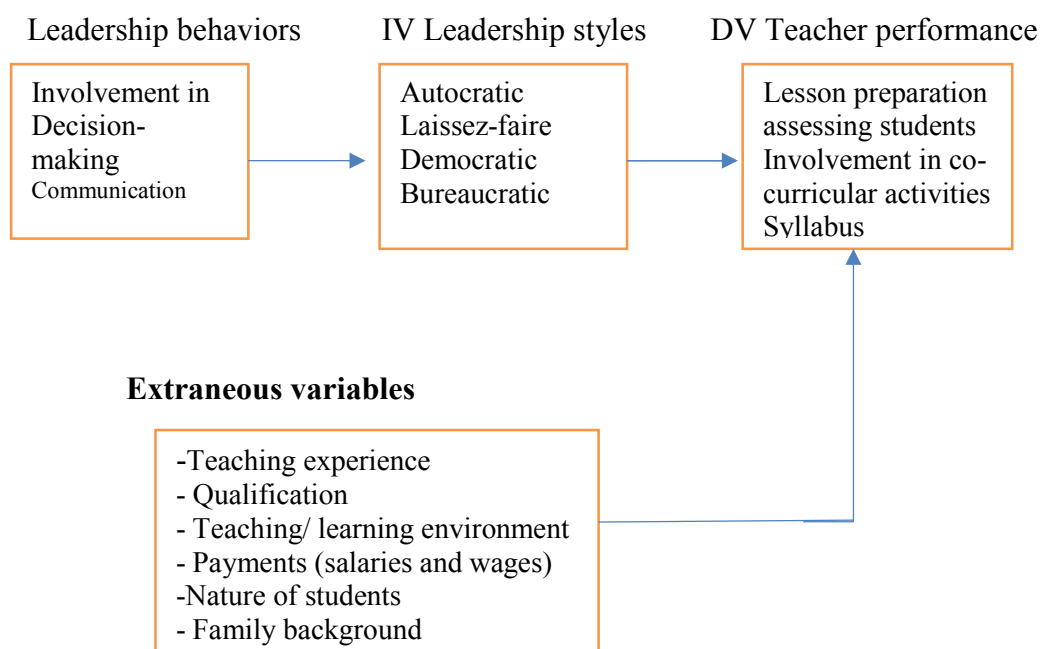 Leadership behaviors
IV Leadership styles
DV Teacher performance
Involvement in
Decision-
making
Communication
Autocratic
Laissez-faire
Democratic
Bureaucratic
Lesson preparation
assessing students
Involvement in co-
curricular activities
Syllabus
Extraneous variables
-Teaching experience
- Qualification
- Teaching/ learning environment
- Payments (salaries and wages)
-Nature of students
- Family background